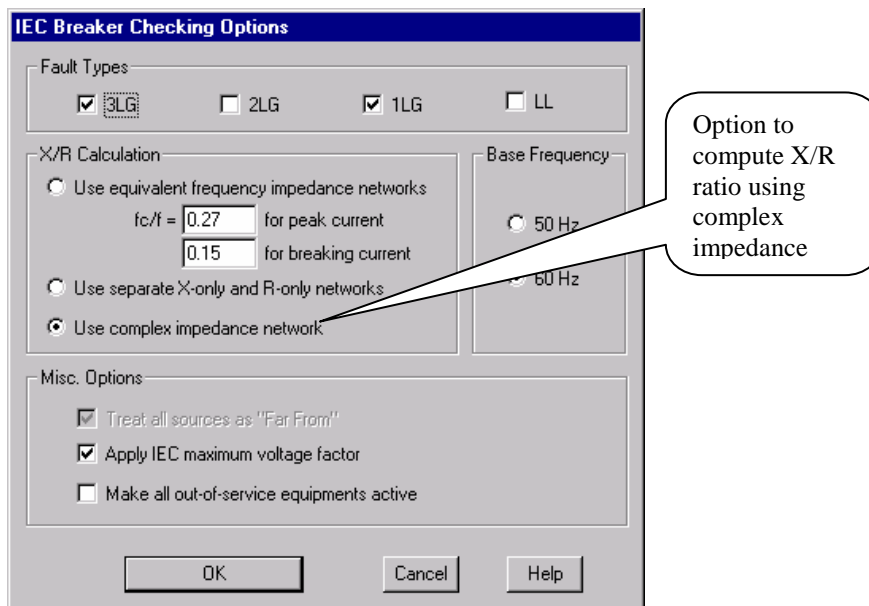 IEC Breaker Checking Options
Fault Types
3LG 2LG 1LG LL
X/R Calculation
Use equivalent frequency impedance networks
fc/f = 0.27 for peak current
0.15 for breaking current
Use separate X-only and R-only networks
Use complex impedance network
Base Frequency
50 Hz
60 Hz
Option to
compute X/R
ratio using
complex
impedance
Misc. Options
Treat all sources as "Far From"
Apply IEC maximum voltage factor
Make all out-of-service equipments active
OK Cancel Help